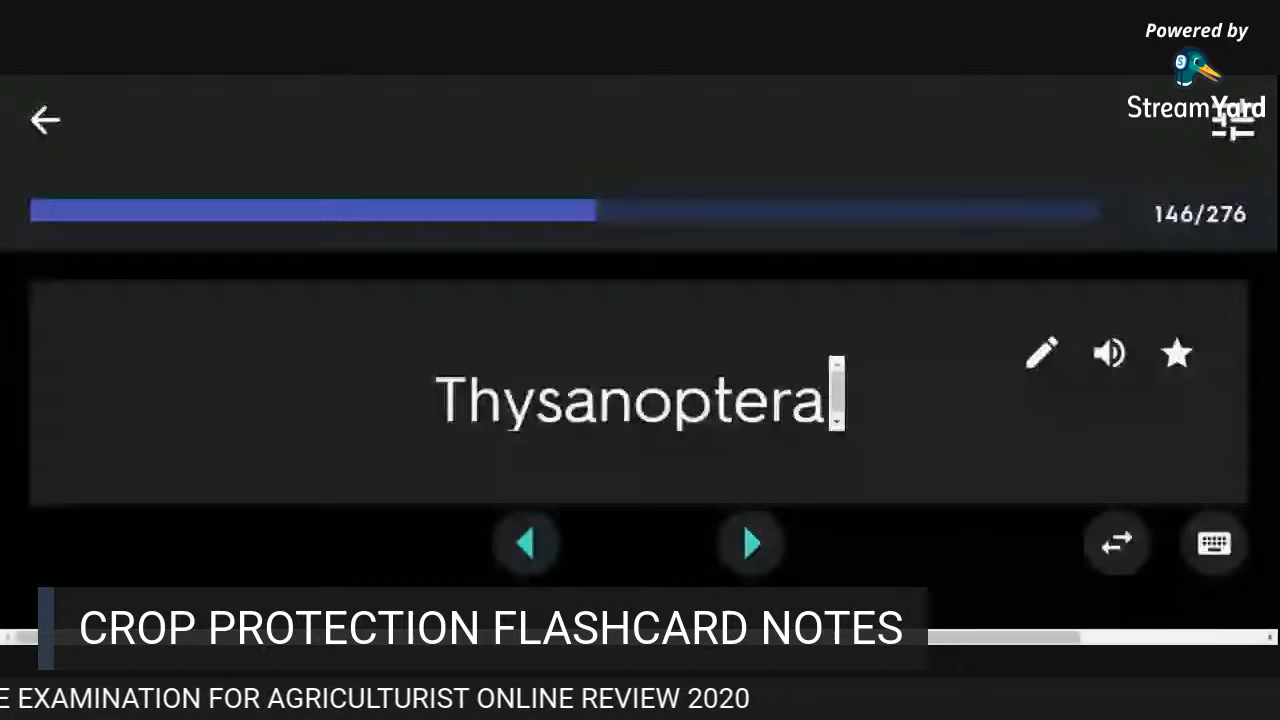 Powered by
StreamYard
146/276
Thysanoptera
CROP PROTECTION FLASHCARD NOTES
E EXAMINATION FOR AGRICULTURIST ONLINE REVIEW 2020